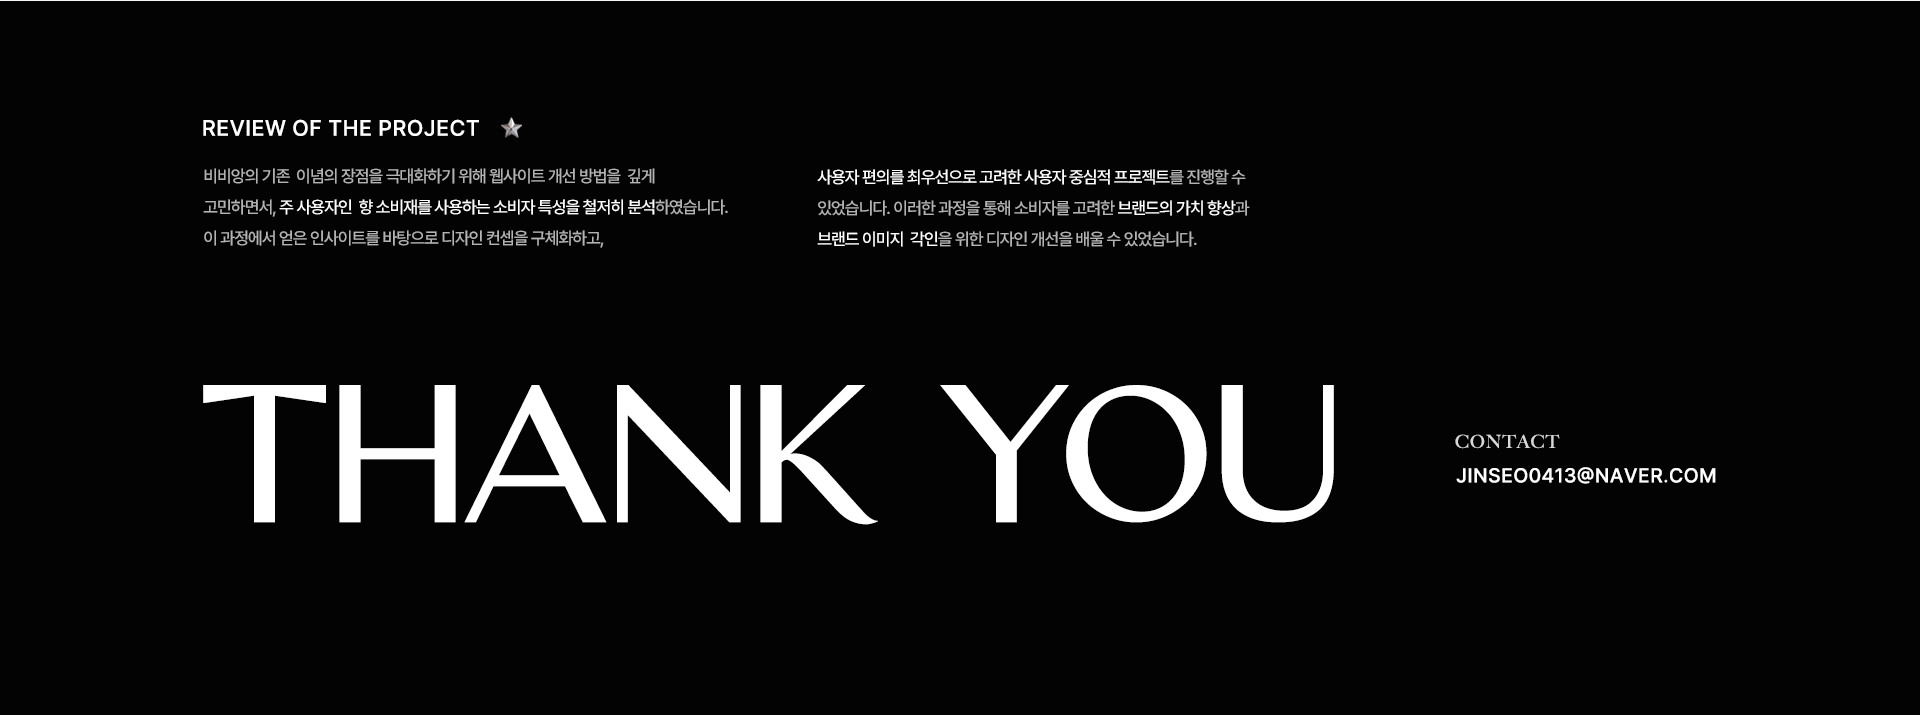 REVIEW OF THE PROJECT
비비앙의 기존 이념의 장점을 극대화하기 위해 웹사이트 개선 방법을 깊게
고민하면서, 주 사용자인 향 소비재를 사용하는 소비자 특성을 철저히 분석하였습니다.
이 과정에서 얻은 인사이트를 바탕으로 디자인 컨셉을 구체화하고,
사용자 편의를 최우선으로 고려한 사용자 중심적 프로젝트를 진행할 수
있었습니다. 이러한 과정을 통해 소비자를 고려한 브랜드의 가치 향상과
브랜드 이미지 각인을 위한 디자인 개선을 배울 수 있었습니다.
THANK YOU
CONTACT
JINSEO0413@NAVER.COM